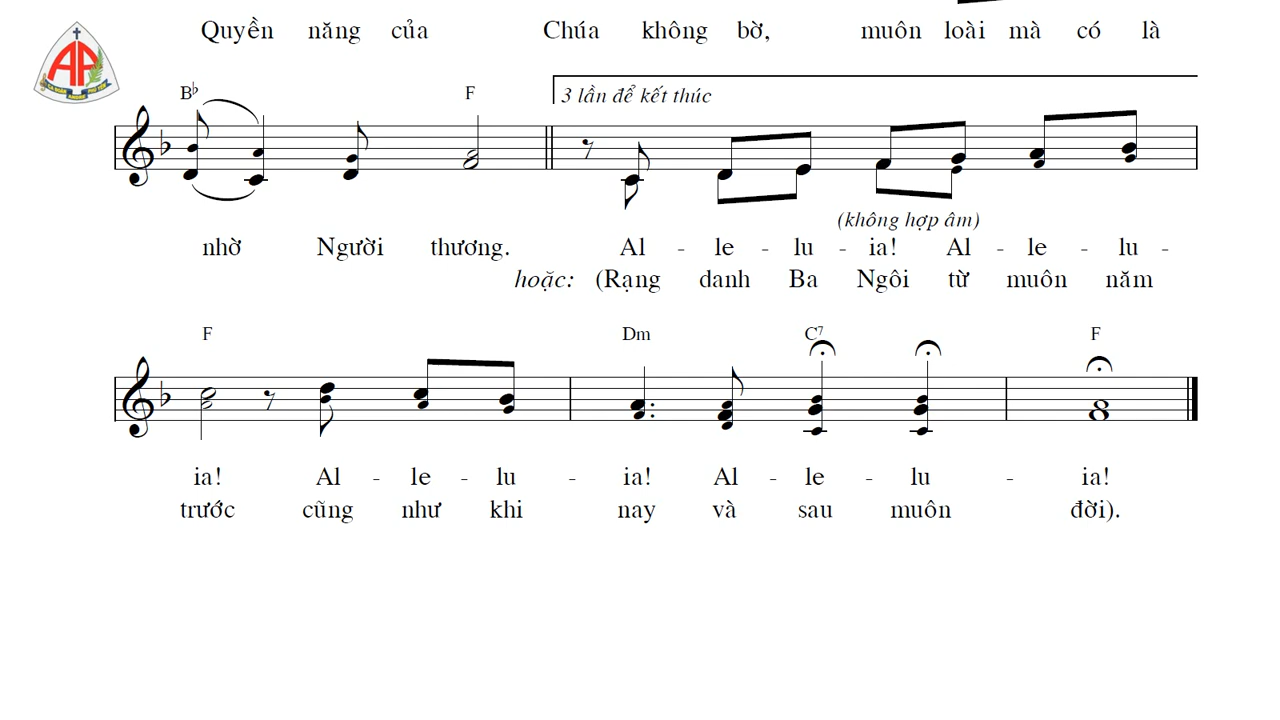 Quyền năng của Chúa không bờ, muôn loài mà có là
B♭ F 3 lần để kết thúc
(không hợp âm)
nhờ Người thương. Al - le - lu - ia! Al - le - lu -
hoặc: (Rạng danh Ba Ngôi từ muôn năm
F Dm C7 F
ia! Al - le - lu - ia! Al - le - lu - ia!
trước cũng như khi nay và sau muôn đời).